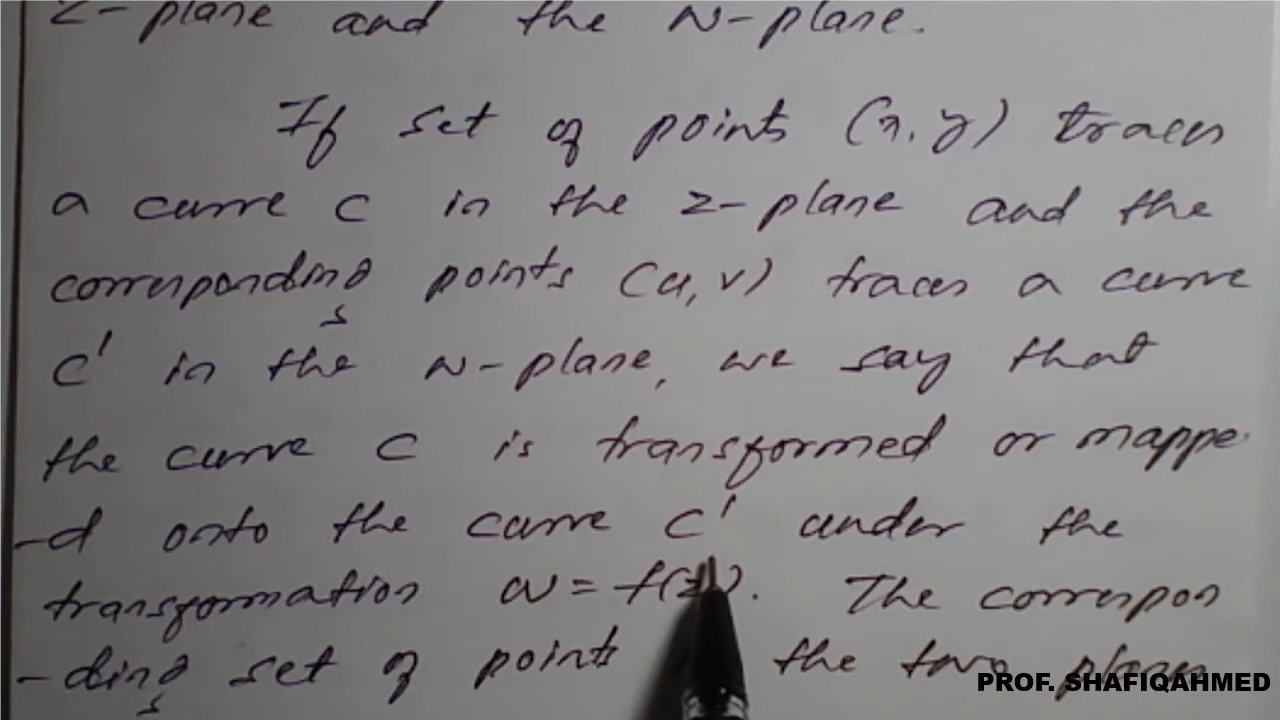 z-plane and the w-plane.
If set of points (x, y) traces
a curve C in the z-plane and the
corresponding points (u, v) traces a curve
C' in the w-plane, we say that
the curve C is transformed or mappe
-d onto the curve C' under the
transformation w = f(z). The correspon
-ding set of points the two planes
PROF. SHAFIQAHMED